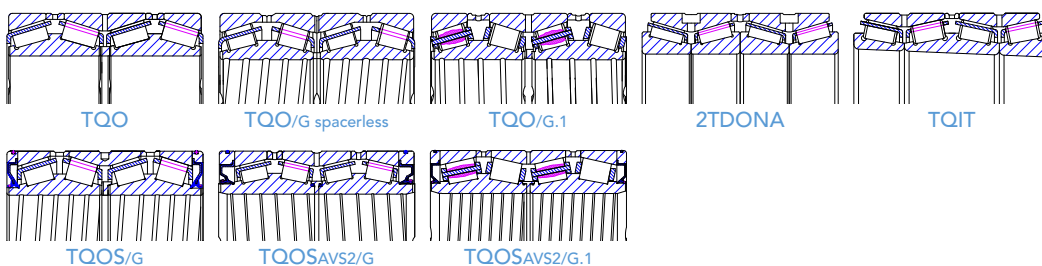 TQO
TQO/G spacerless
TQO/G.1
2TDONA
TQIT
TQOS/G
TQOSAVS2/G
TQOSAVS2/G.1